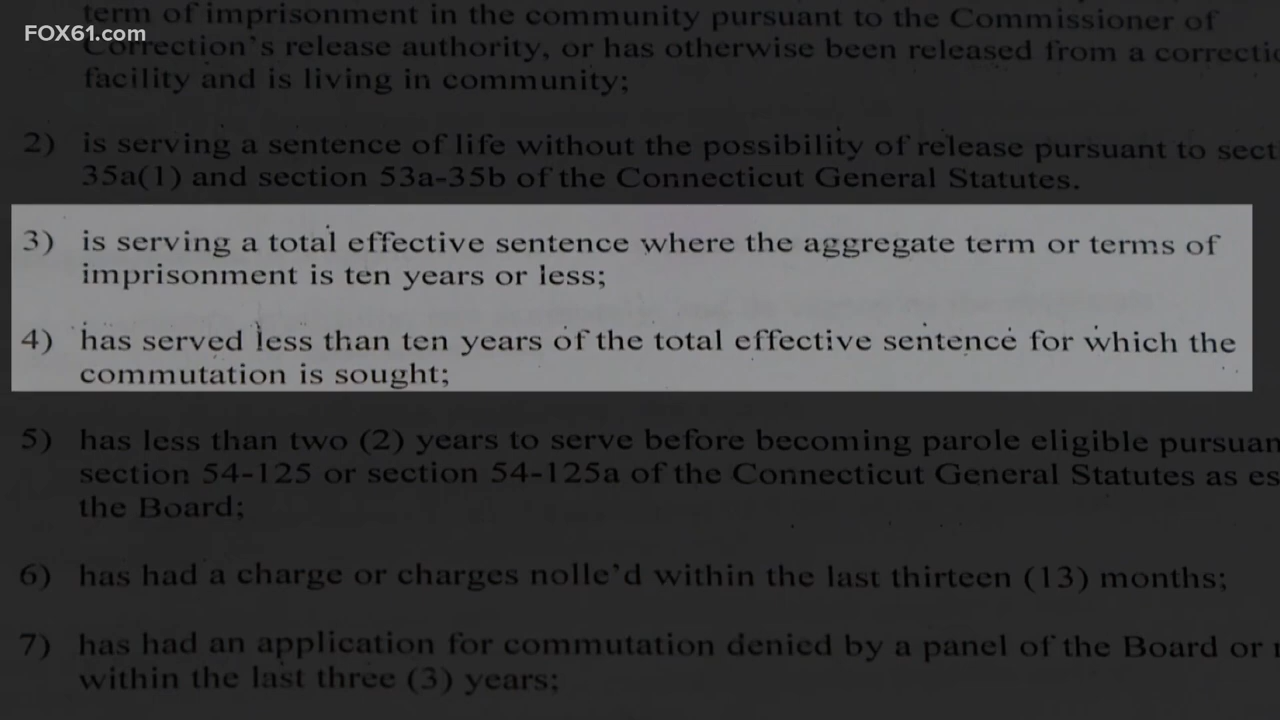 term of imprisonment in the community pursuant to the Commissioner of
FOX61.com
Correction's release authority, or has otherwise been released from a
facility and is living in community;
2) is serving a sentence of life without the possibility of release pursuant to
35a(1) and section 53a-35b of the Connecticut General Statutes.
3) is serving a total effective sentence where the aggregate term or terms of
imprisonment is ten years or less;
4) has served less than ten years of the total effective sentence for which the
commutation is sought;
5) has less than two (2) years to serve before becoming parole eligible
section 54-125 or section 54-125a of the Connecticut General Statutes as
the Board;
6) has had a charge or charges nolle'd within the last thirteen (13) months;
7) has had an application for commutation denied by a panel of the Board or
within the last three (3) years;